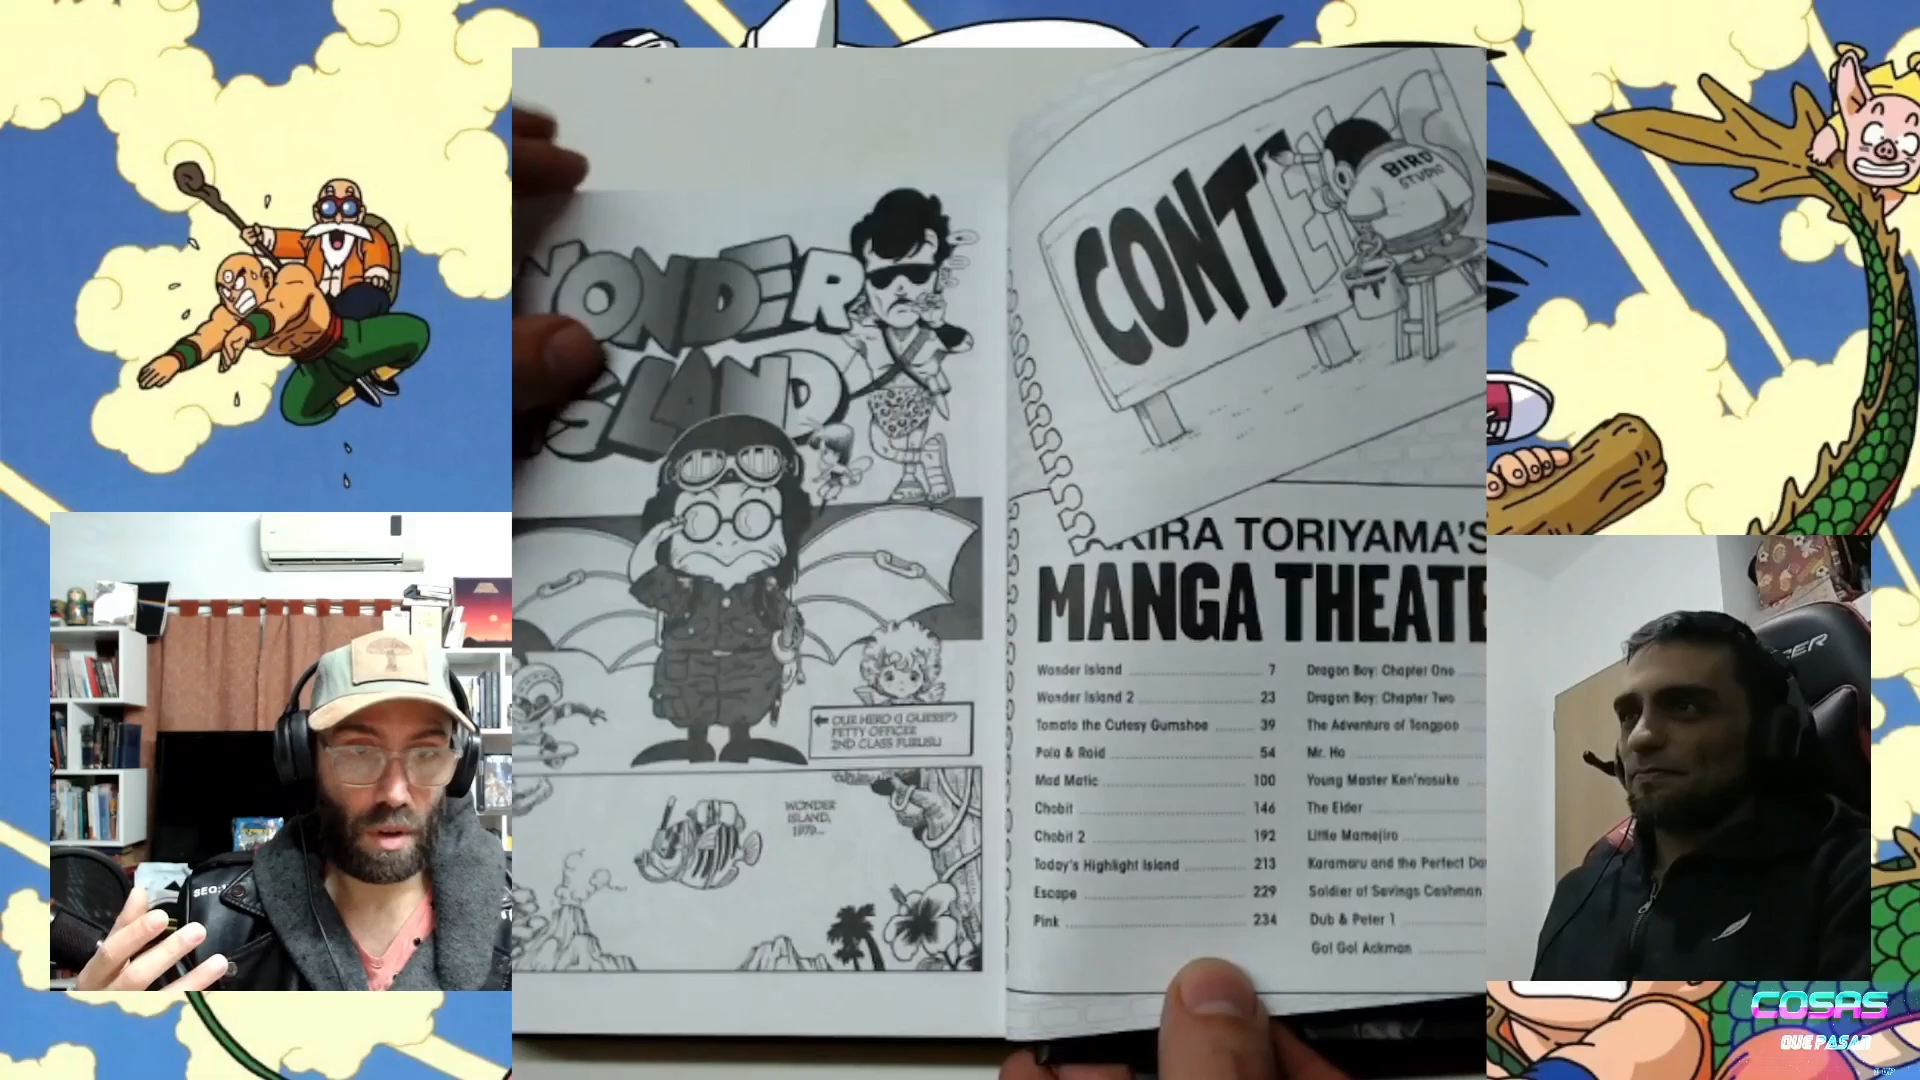 WONDER
ISLAND
OUR HERO (I GUESS?)
PETTY OFFICER
2ND CLASS FURUSU
WONDER
ISLAND,
1979...
CONTENTS
BIRD
STUDIO
AKIRA TORIYAMA'S
MANGA THEATE
Wonder Island 7
Wonder Island 2 23
Tomato the Cutesy Gumshoe 39
Pola & Roid 54
Mad Matic 100
Chobit 146
Chobit 2 192
Today's Highlight Island 213
Escape 229
Pink 234
Dragon Boy: Chapter One
Dragon Boy: Chapter Two
The Adventure of Tongpoo
Mr. Ho
Young Master Ken'nosuke
The Elder
Little Mamejiro
Karamaru and the Perfect Da
Soldier of Savings Cashman
Dub & Peter 1
Go! Go! Ackman
COSAS
QUE PASAN